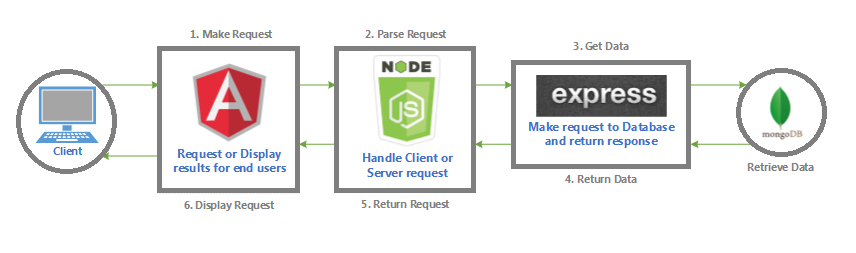 1. Make Request
2. Parse Request
3. Get Data
Client
A
Request or Display
results for end users
NODE
JS
Handle Client or
Server request
express
Make request to Database
and return response
mongoDB
Retrieve Data
4. Return Data
5. Return Request
6. Display Request